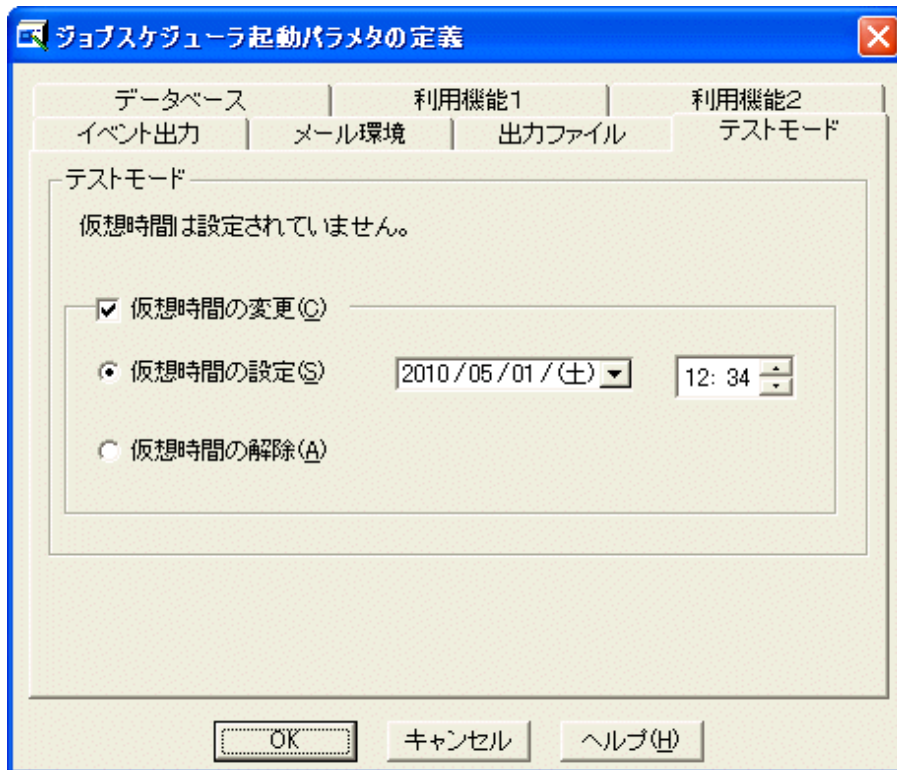 ジョブスケジューラ起動パラメタの定義
データベース 利用機能1 利用機能2
イベント出力 メール環境 出力ファイル テストモード
テストモード
仮想時間は設定されていません。
仮想時間の変更(C)
仮想時間の設定(S) 2010/05/01/(土) 12: 34
仮想時間の解除(A)
OK キャンセル ヘルプ(H)